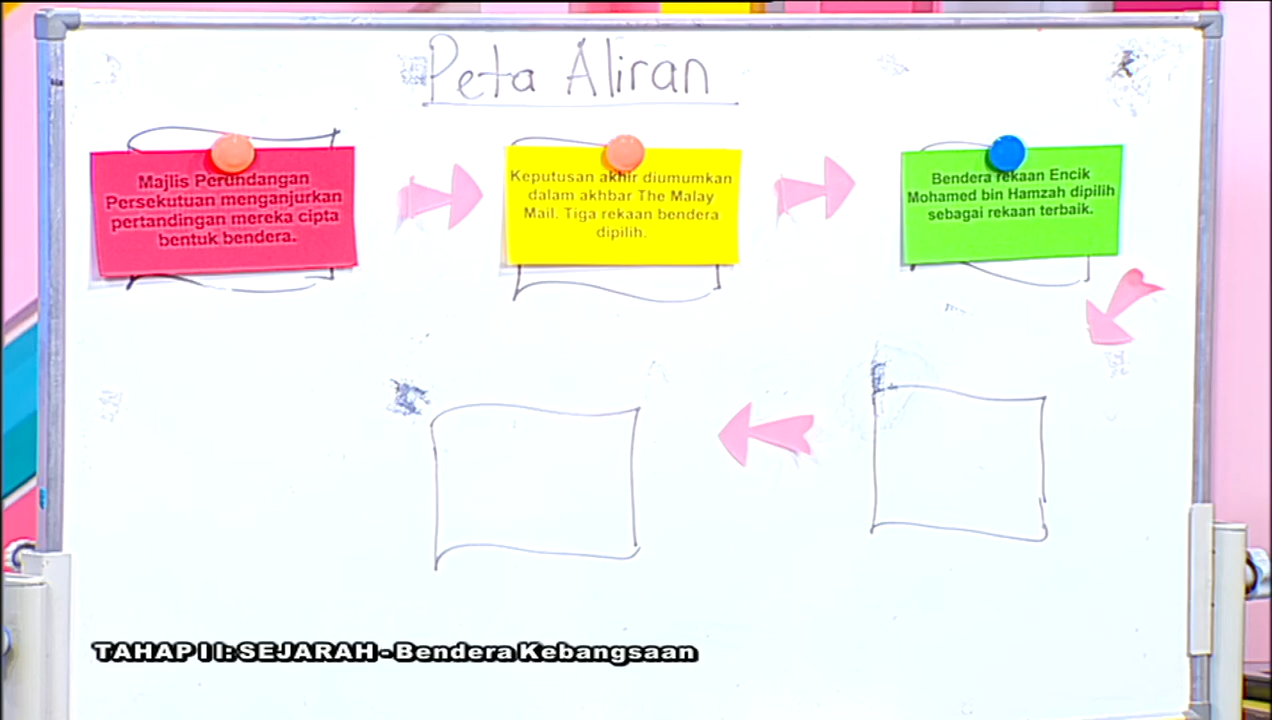 Peta Aliran
Majlis Perundangan
Persekutuan menganjurkan
pertandingan mereka cipta
bentuk bendera.
Keputusan akhir diumumkan
dalam akhbar The Malay
Mail. Tiga rekaan bendera
dipilih.
Bendera rekaan Encik
Mohamed bin Hamzah dipilih
sebagai rekaan terbaik.
TAHAP II: SEJARAH - Bendera Kebangsaan